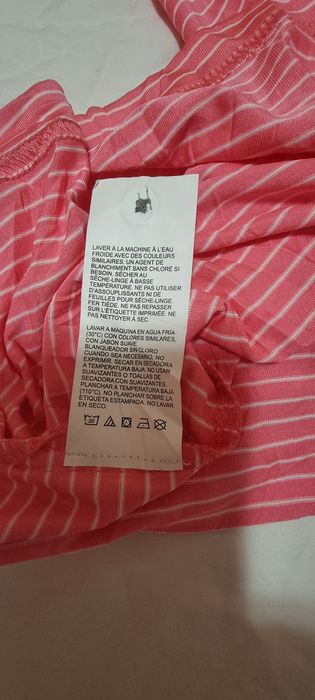 LAVER À LA MACHINE À L'EAU
FROIDE AVEC DES COULEURS
SIMILAIRES. UN AGENT DE
BLANCHIMENT SANS CHLORE SI
BESOIN. SÉCHER AU
SÈCHE-LINGE À BASSE
TEMPÉRATURE. NE PAS UTILISER
D'ASSOUPLISSANTS NI DE
FEUILLES POUR SÈCHE-LINGE.
FER TIÈDE. NE PAS REPASSER
SUR L'ÉTIQUETTE IMPRIMÉE. NE
PAS NETTOYER À SEC.
LAVAR A MÁQUINA EN AGUA FRÍA
(30°C) CON COLORES SIMILARES,
CON JABON SUAVE.
BLANQUEADOR SIN CLORO
CUANDO SEA NECESARIO. NO
EXPRIMIR. SECAR EN SECADORA
A TEMPERATURA BAJA. NO USAR
SUAVIZANTES O TOALLAS DE
SECADORA CON SUAVIZANTES.
PLANCHAR A TEMPERATURA BAJA
(110°C). NO PLANCHAR SOBRE LA
ETIQUETA ESTAMPADA. NO LAVAR
EN SECO.
30